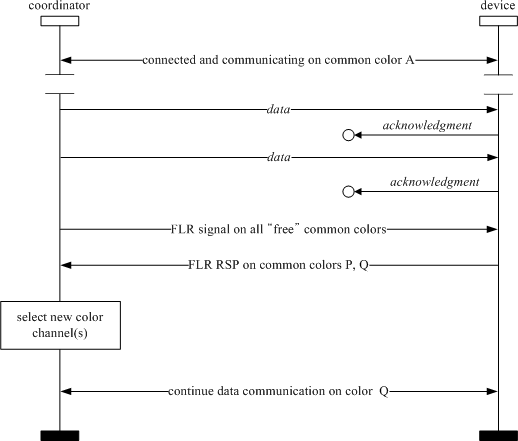 coordinator
device
connected and communicating on common color A
data
acknowledgment
data
acknowledgment
FLR signal on all “free” common colors
FLR RSP on common colors P, Q
select new color
channel(s)
continue data communication on color Q